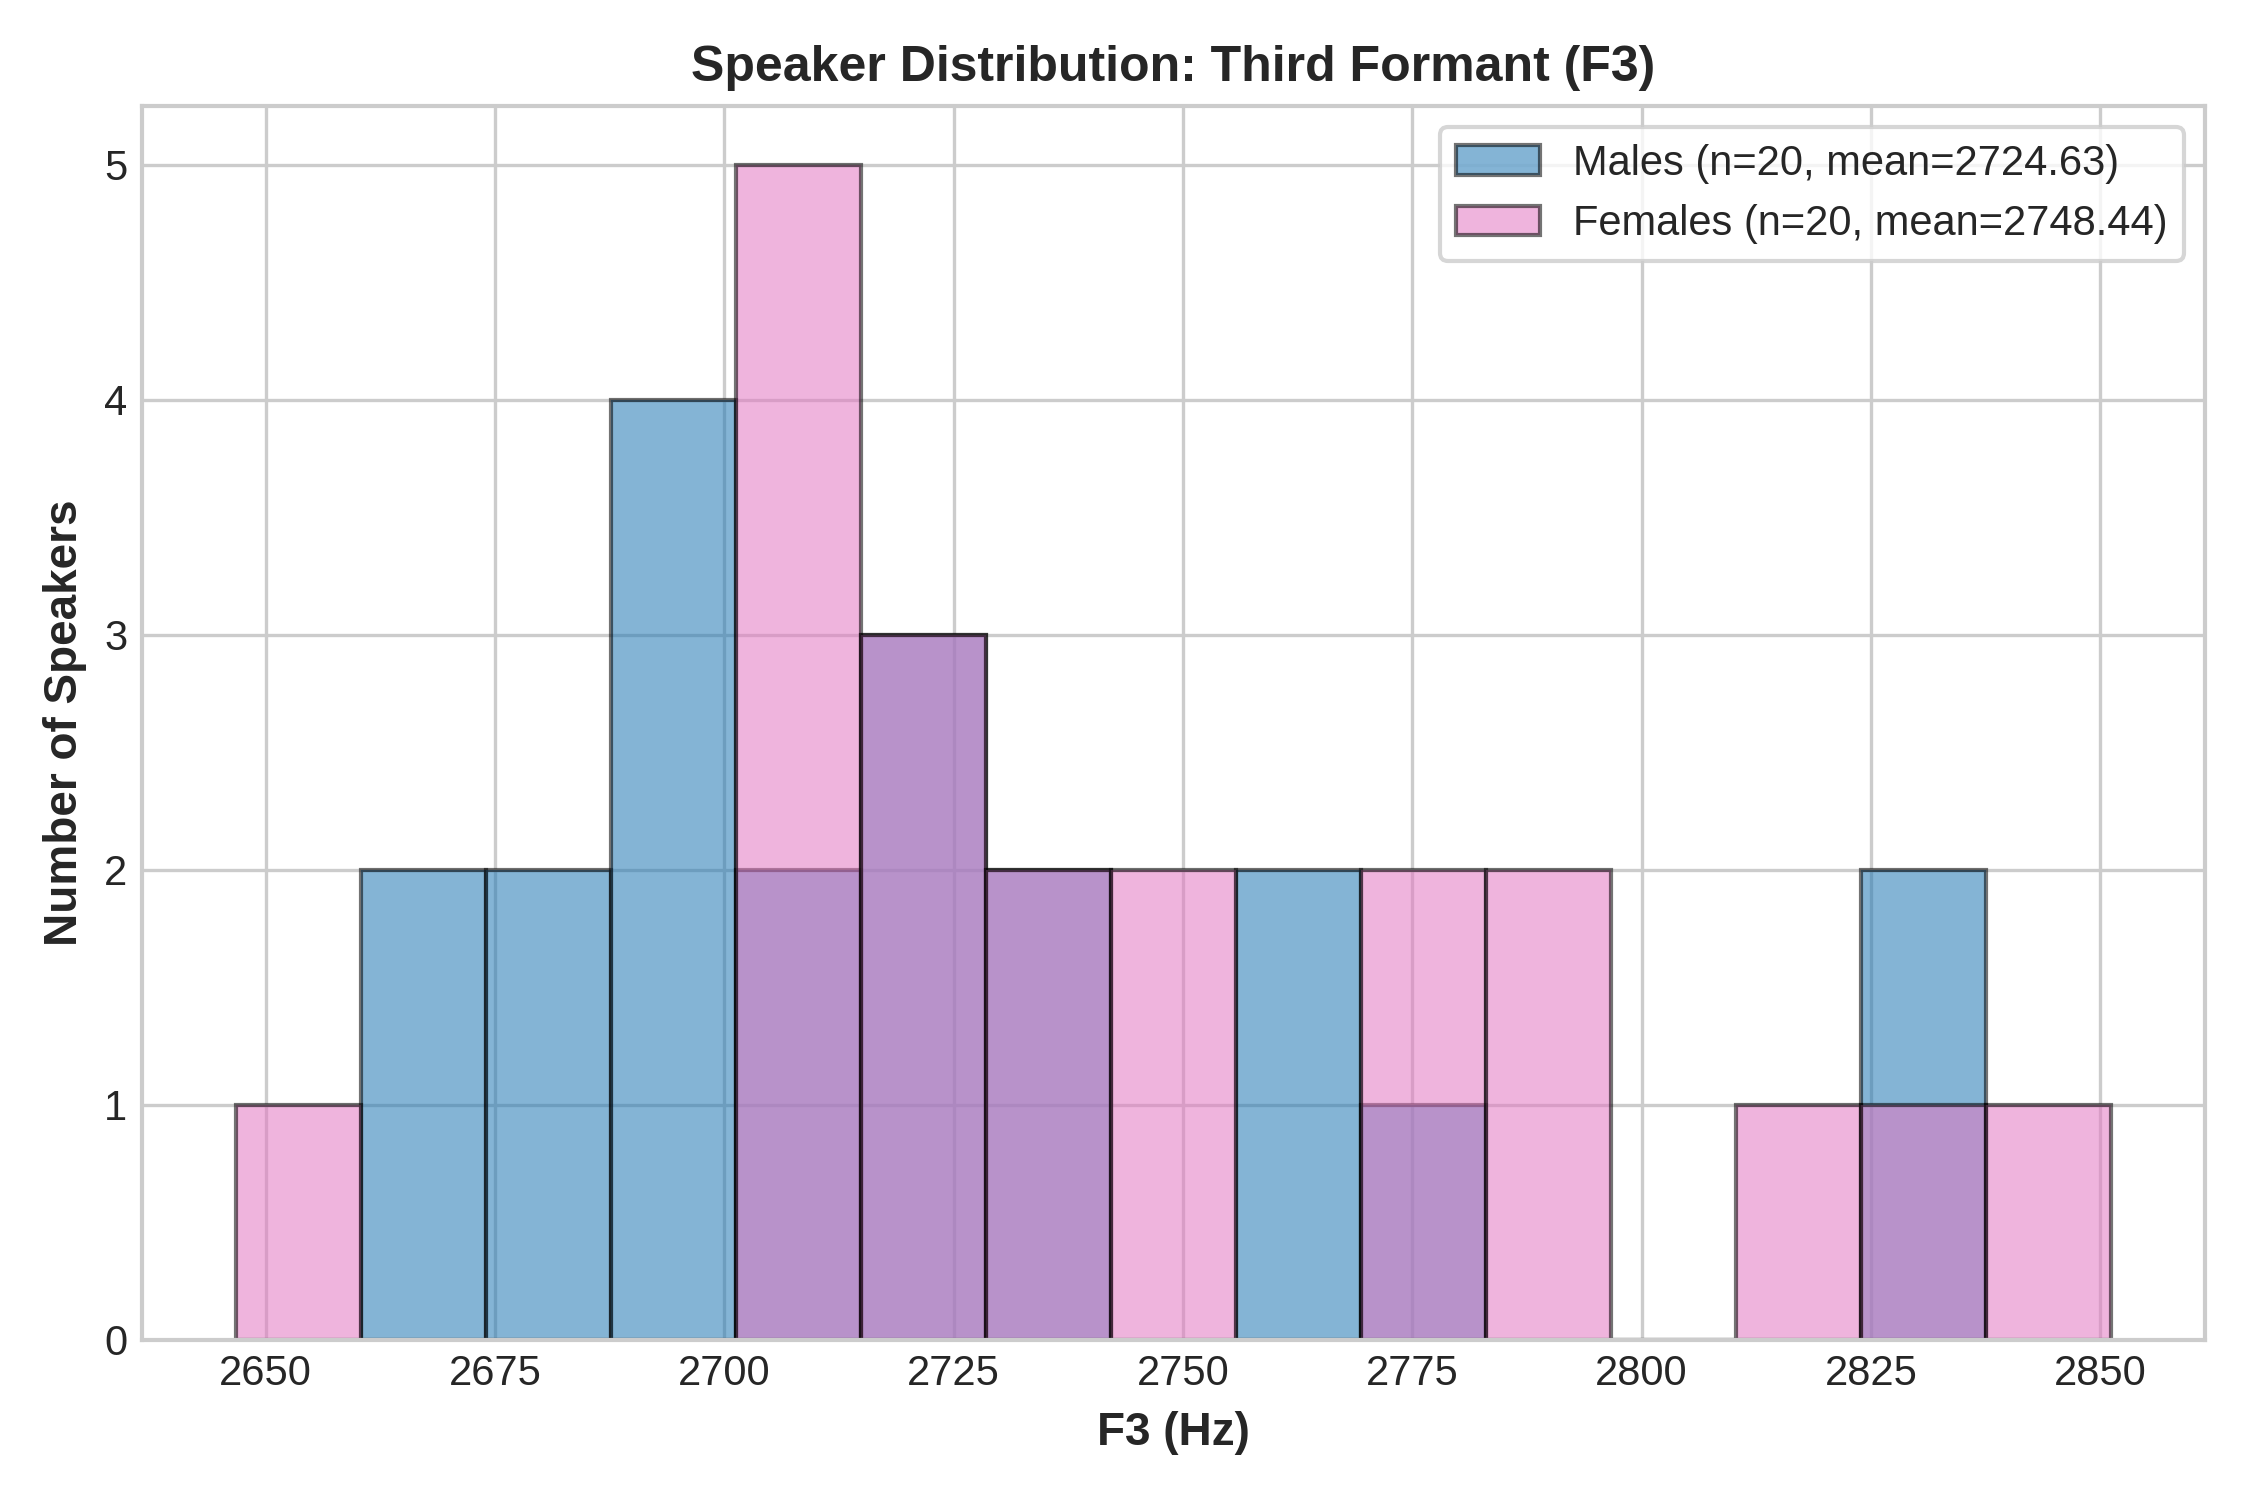 Speaker Distribution: Third Formant (F3)
Males (n=20, mean=2724.63)
Females (n=20, mean=2748.44)
5
4
3
2
1
0
Number of Speakers
2650 2675 2700 2725 2750 2775 2800 2825 2850
F3 (Hz)